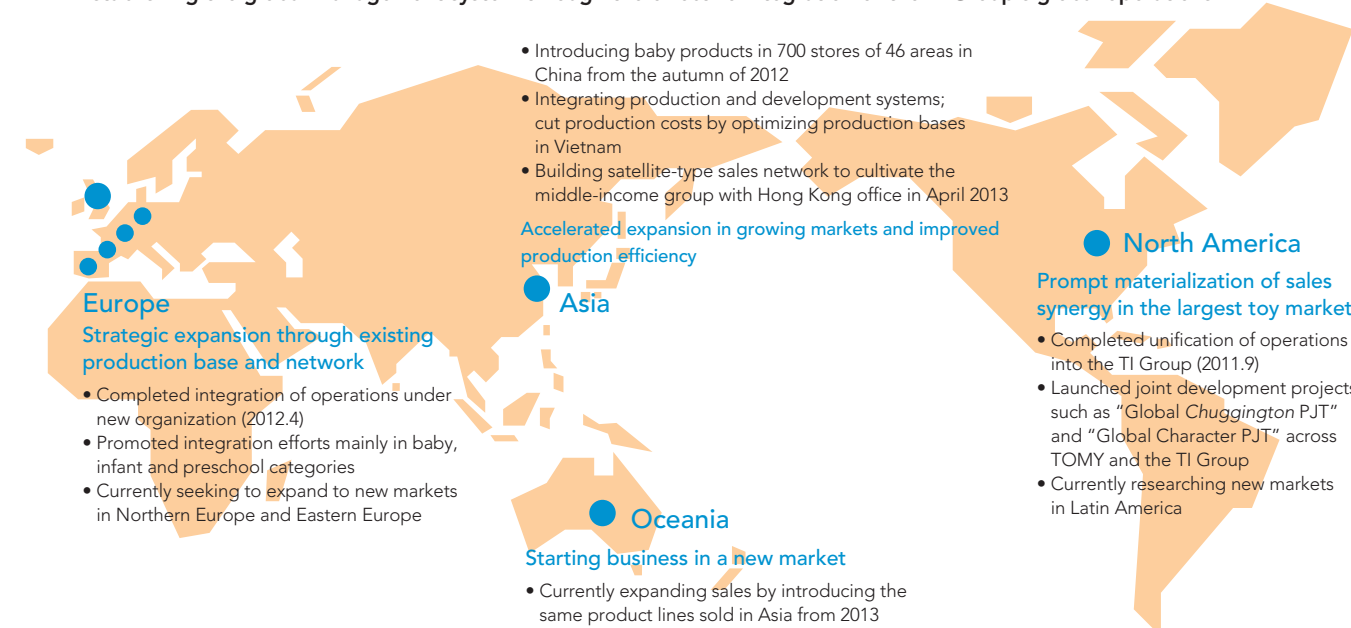 • Introducing baby products in 700 stores of 46 areas in
China from the autumn of 2012
• Integrating production and development systems;
cut production costs by optimizing production bases
in Vietnam
• Building satellite-type sales network to cultivate the
middle-income group with Hong Kong office in April 2013
Accelerated expansion in growing markets and improved
production efficiency
Asia
Europe
Strategic expansion through existing
production base and network
• Completed integration of operations under
new organization (2012.4)
• Promoted integration efforts mainly in baby,
infant and preschool categories
• Currently seeking to expand to new markets
in Northern Europe and Eastern Europe
North America
Prompt materialization of sales
synergy in the largest toy market
• Completed unification of operations
into the TI Group (2011.9)
• Launched joint development projects
such as “Global Chuggington PJT”
and “Global Character PJT” across
TOMY and the TI Group
• Currently researching new markets
in Latin America
Oceania
Starting business in a new market
• Currently expanding sales by introducing the
same product lines sold in Asia from 2013